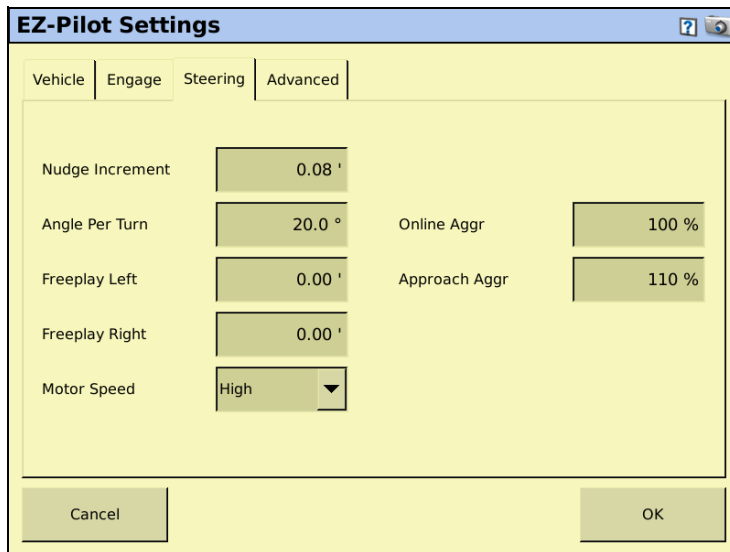 EZ-Pilot Settings ?
Vehicle Engage Steering Advanced
Nudge Increment 0.08 '
Angle Per Turn 20.0 ° Online Aggr 100 %
Freeplay Left 0.00 ' Approach Aggr 110 %
Freeplay Right 0.00 '
Motor Speed High
Cancel OK